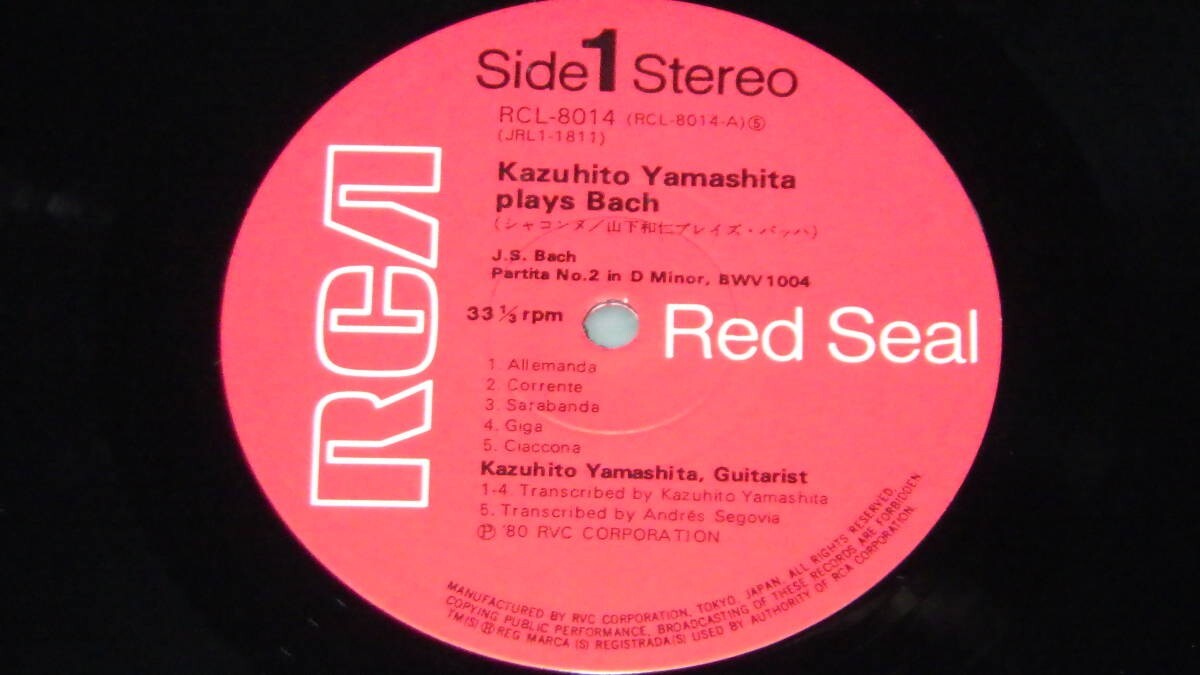 Side 1 Stereo
RCL-8014 (RCL-8014-A)⑤
(JRL1-1811)
Kazuhito Yamashita
plays Bach
(シャコンヌ/山下和仁プレイズ・バッハ)
J.S. Bach
Partita No.2 in D Minor, BWV1004
33 1/3 rpm
RCA
Red Seal
1. Allemanda
2. Corrente
3. Sarabanda
4. Giga
5. Ciaccona
Kazuhito Yamashita, Guitarist
1-4. Transcribed by Kazuhito Yamashita
5. Transcribed by Andrés Segovia
Ⓟ '80 RVC CORPORATION
MANUFACTURED BY RVC CORPORATION, TOKYO, JAPAN, ALL RIGHTS RESERVED,
COPYING PUBLIC PERFORMANCE, BROADCASTING OF THESE RECORDS ARE FORBIDDEN
TM(S) Ⓡ REG MARCA (S) REGISTRADA(S) USED BY AUTHORITY OF RCA CORPORATION.